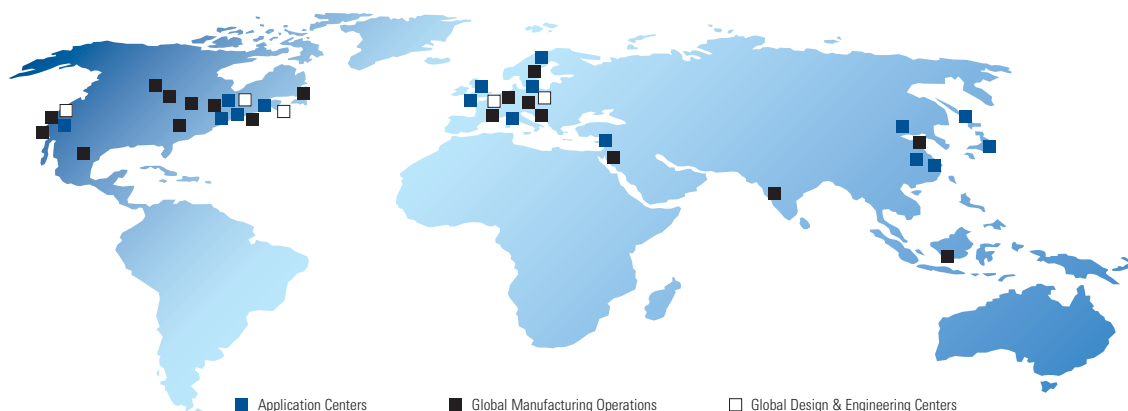 Application Centers
Global Manufacturing Operations
Global Design & Engineering Centers